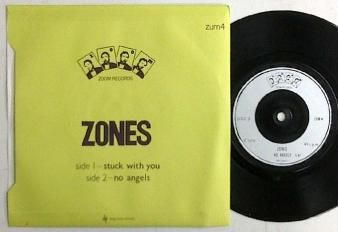 zum4
ZOOM RECORDS
ZONES
side 1 - stuck with you
side 2 - no angels
ZONES
NO ANGELS